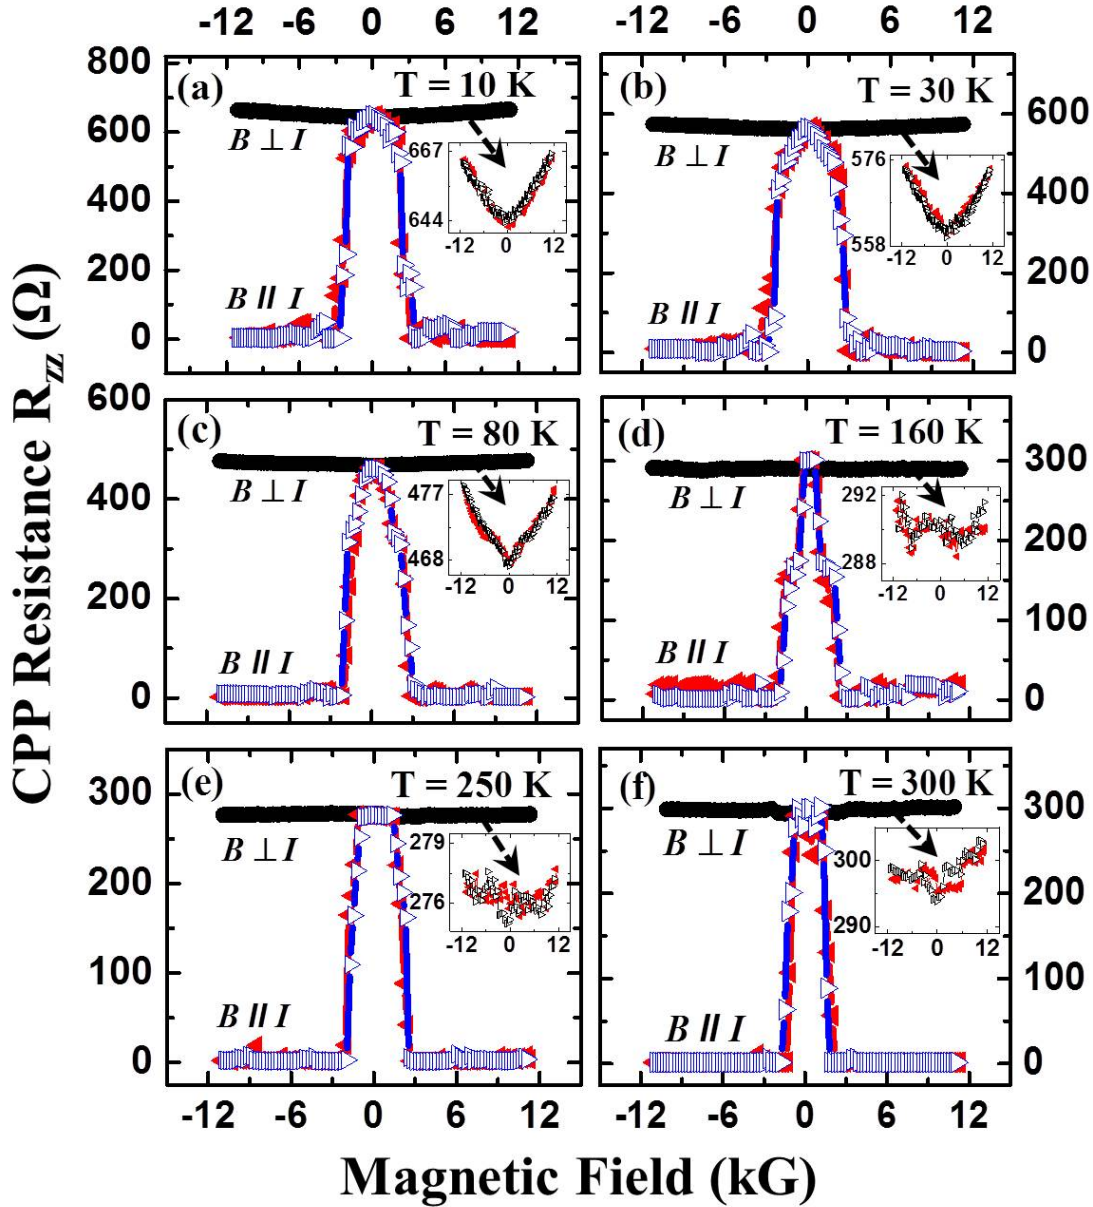 -12 -6 0 6 12 -12 -6 0 6 12
CPP Resistance R_zz (Ω)
(a) T = 10 K
800
600
400
200
0
B ⊥ I
B // I
667
644
-12 0 12
(b) T = 30 K
600
400
200
0
B ⊥ I
B // I
576
558
-12 0 12
(c) T = 80 K
600
400
200
0
B ⊥ I
B // I
477
468
-12 0 12
(d) T = 160 K
300
250
200
150
100
50
0
B ⊥ I
B // I
292
288
-12 0 12
(e) T = 250 K
300
200
100
0
B ⊥ I
B // I
279
276
-12 0 12
(f) T = 300 K
300
200
100
0
B ⊥ I
B // I
300
290
-12 0 12
-12 -6 0 6 12 -12 -6 0 6 12
Magnetic Field (kG)